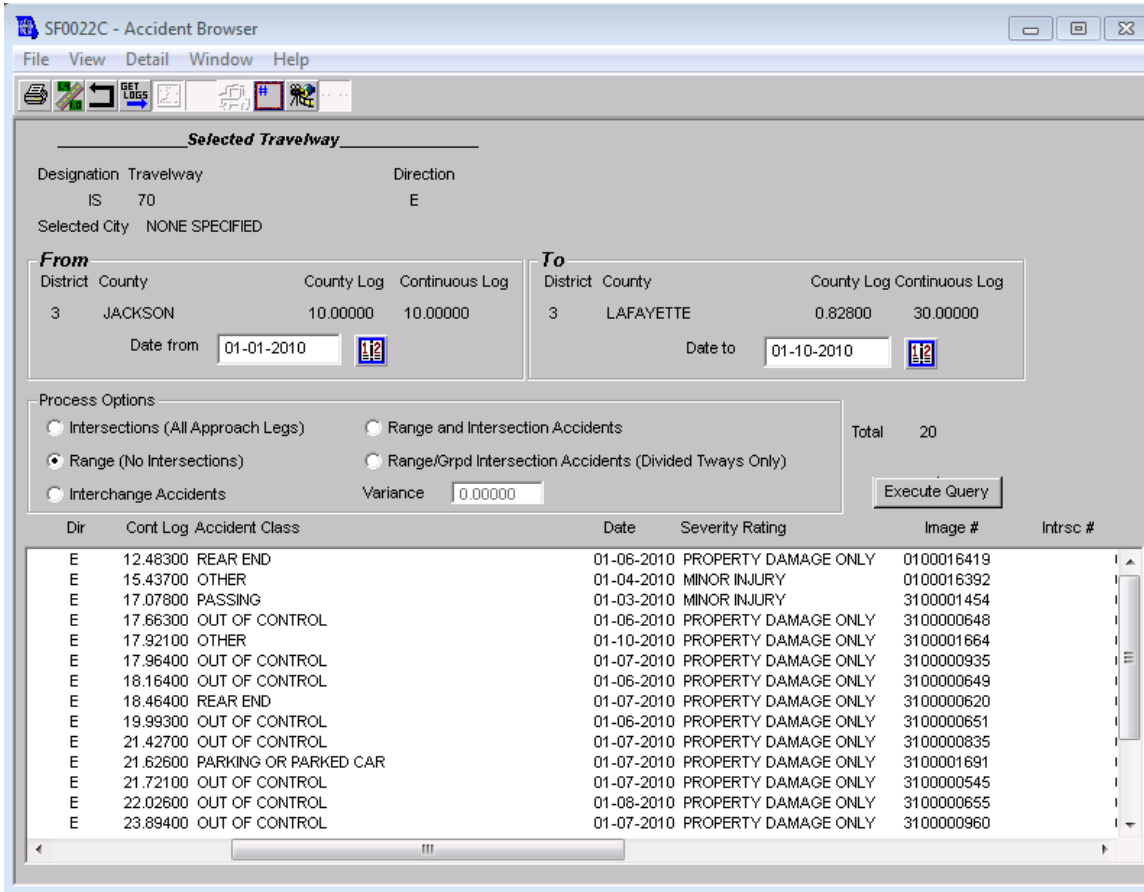 SF0022C - Accident Browser
File View Detail Window Help
GET LOGS
Selected Travelway
Designation Travelway Direction
IS 70 E
Selected City NONE SPECIFIED
From
District County County Log Continuous Log
3 JACKSON 10.00000 10.00000
Date from 01-01-2010
To
District County County Log Continuous Log
3 LAFAYETTE 0.82800 30.00000
Date to 01-10-2010
Process Options
Intersections (All Approach Legs) Range and Intersection Accidents
Range (No Intersections) Range/Grpd Intersection Accidents (Divided Tways Only)
Interchange Accidents Variance 0.00000
Total 20
Execute Query
Dir Cont Log Accident Class Date Severity Rating Image # Intrsc #
E 12.48300 REAR END 01-06-2010 PROPERTY DAMAGE ONLY 0100016419
E 15.43700 OTHER 01-04-2010 MINOR INJURY 0100016392
E 17.07800 PASSING 01-03-2010 MINOR INJURY 3100001454
E 17.66300 OUT OF CONTROL 01-06-2010 PROPERTY DAMAGE ONLY 3100000648
E 17.92100 OTHER 01-10-2010 PROPERTY DAMAGE ONLY 3100001664
E 17.96400 OUT OF CONTROL 01-07-2010 PROPERTY DAMAGE ONLY 3100000935
E 18.16400 OUT OF CONTROL 01-06-2010 PROPERTY DAMAGE ONLY 3100000649
E 18.46400 REAR END 01-07-2010 PROPERTY DAMAGE ONLY 3100000620
E 19.99300 OUT OF CONTROL 01-06-2010 PROPERTY DAMAGE ONLY 3100000651
E 21.42700 OUT OF CONTROL 01-07-2010 PROPERTY DAMAGE ONLY 3100000835
E 21.62600 PARKING OR PARKED CAR 01-07-2010 PROPERTY DAMAGE ONLY 3100001691
E 21.72100 OUT OF CONTROL 01-07-2010 PROPERTY DAMAGE ONLY 3100000545
E 22.02600 OUT OF CONTROL 01-08-2010 PROPERTY DAMAGE ONLY 3100000655
E 23.89400 OUT OF CONTROL 01-07-2010 PROPERTY DAMAGE ONLY 3100000960